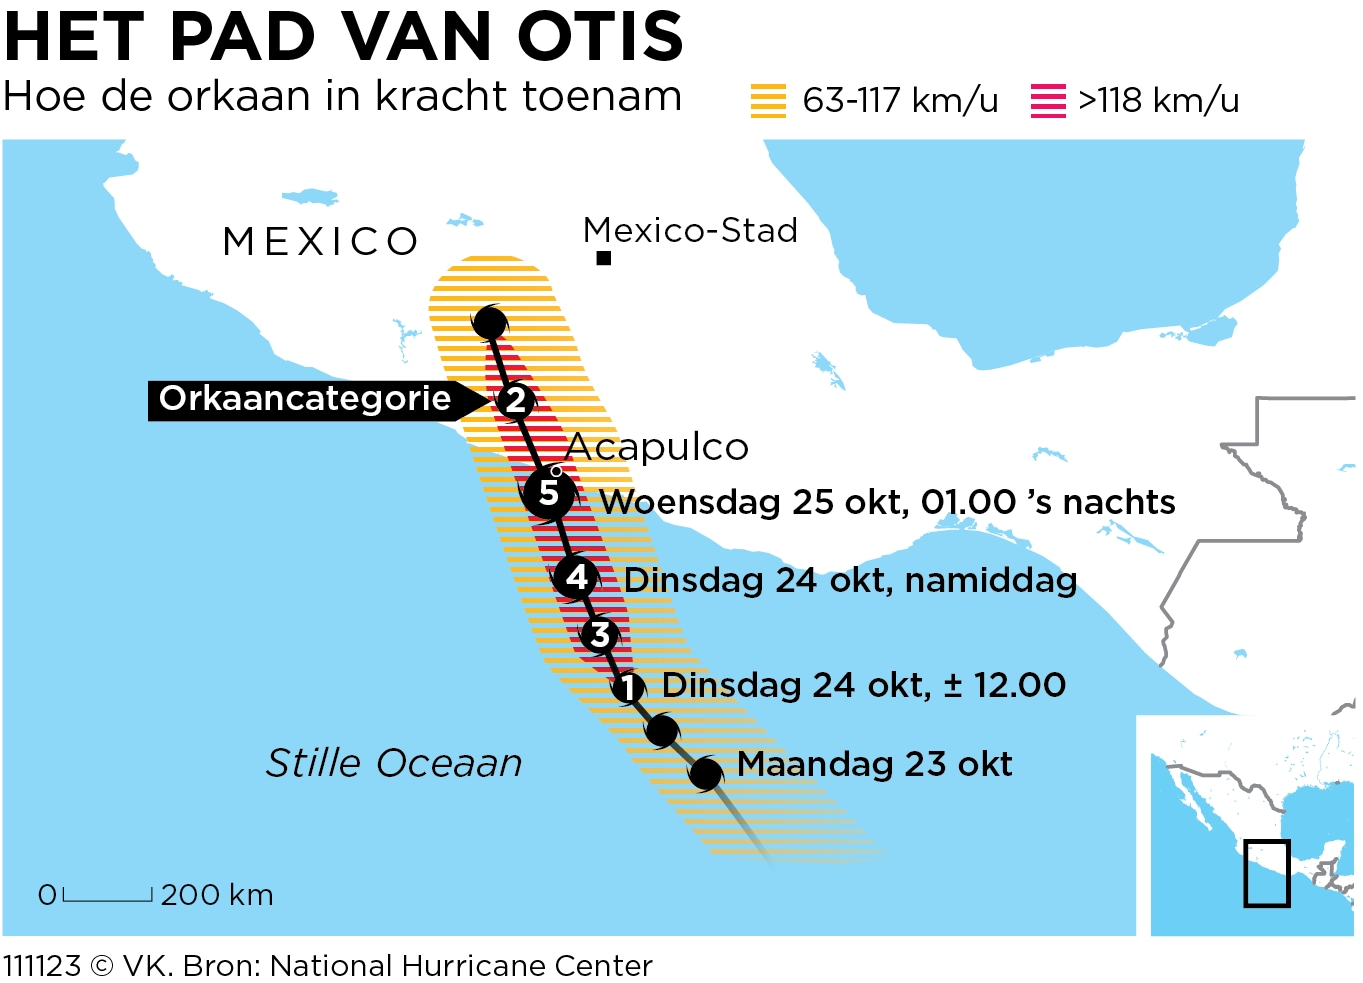 HET PAD VAN OTIS
Hoe de orkaan in kracht toenam
63-117 km/u
>118 km/u
MEXICO
Mexico-Stad
Orkaancategorie
2
Acapulco
5
Woensdag 25 okt, 01.00 ’s nachts
4
Dinsdag 24 okt, namiddag
3
1
Dinsdag 24 okt, ± 12.00
Stille Oceaan
Maandag 23 okt
0
200 km
111123 © VK. Bron: National Hurricane Center